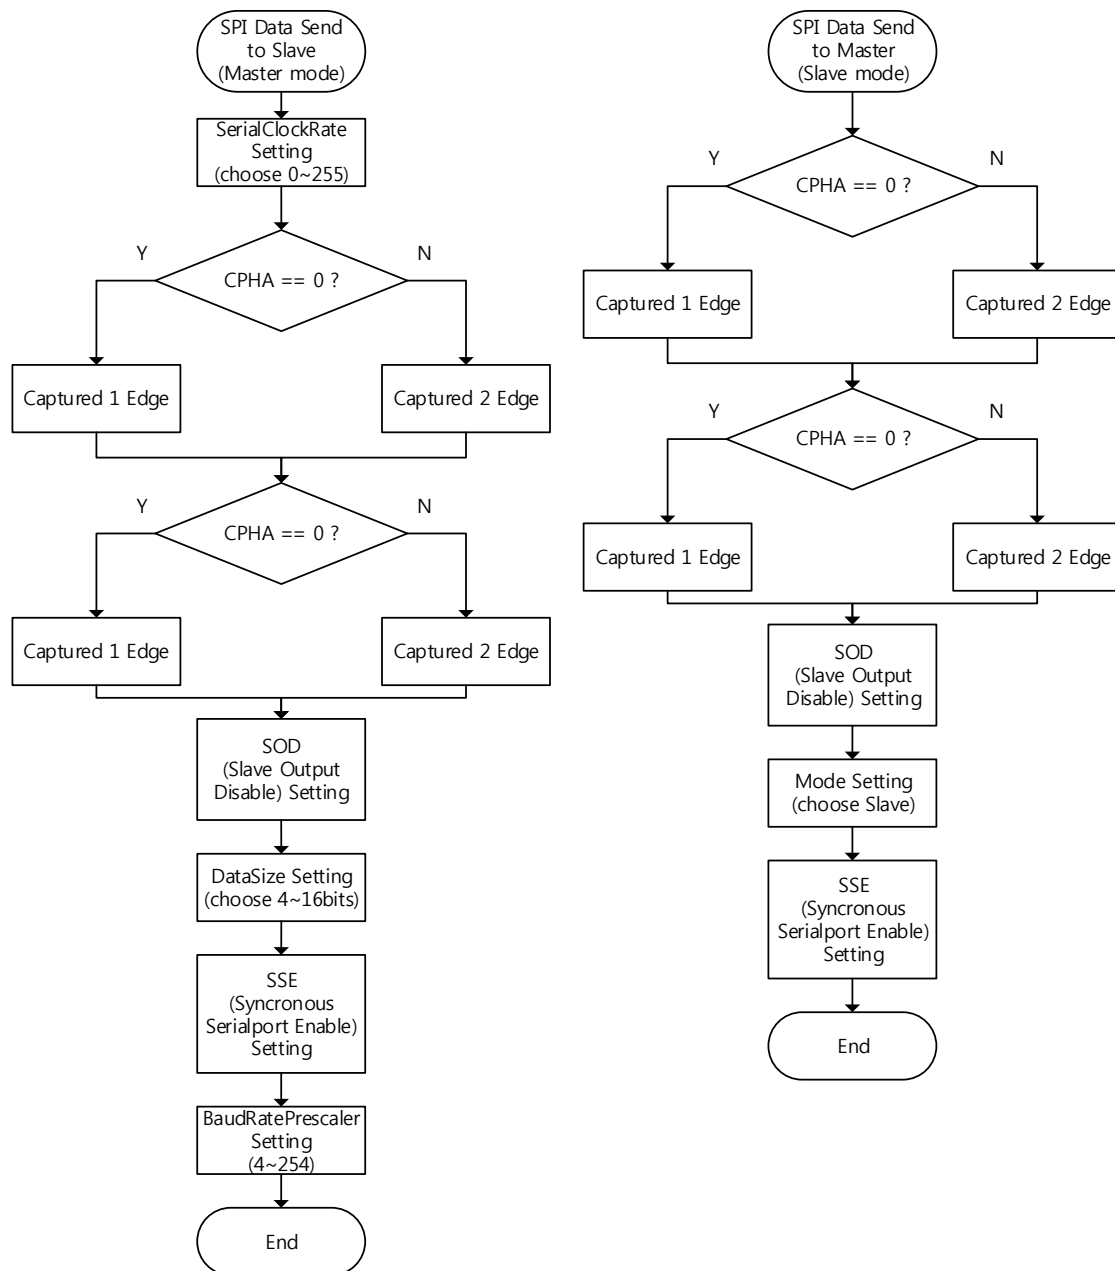 SPI Data Send
to Slave
(Master mode)
SerialClockRate
Setting
(choose 0~255)
Y
N
CPHA == 0 ?
Captured 1 Edge
Captured 2 Edge
Y
N
CPHA == 0 ?
Captured 1 Edge
Captured 2 Edge
SOD
(Slave Output
Disable) Setting
DataSize Setting
(choose 4~16bits)
SSE
(Syncronous
Serialport Enable)
Setting
BaudRatePrescaler
Setting
(4~254)
End
SPI Data Send
to Master
(Slave mode)
Y
N
CPHA == 0 ?
Captured 1 Edge
Captured 2 Edge
Y
N
CPHA == 0 ?
Captured 1 Edge
Captured 2 Edge
SOD
(Slave Output
Disable) Setting
Mode Setting
(choose Slave)
SSE
(Syncronous
Serialport Enable)
Setting
End